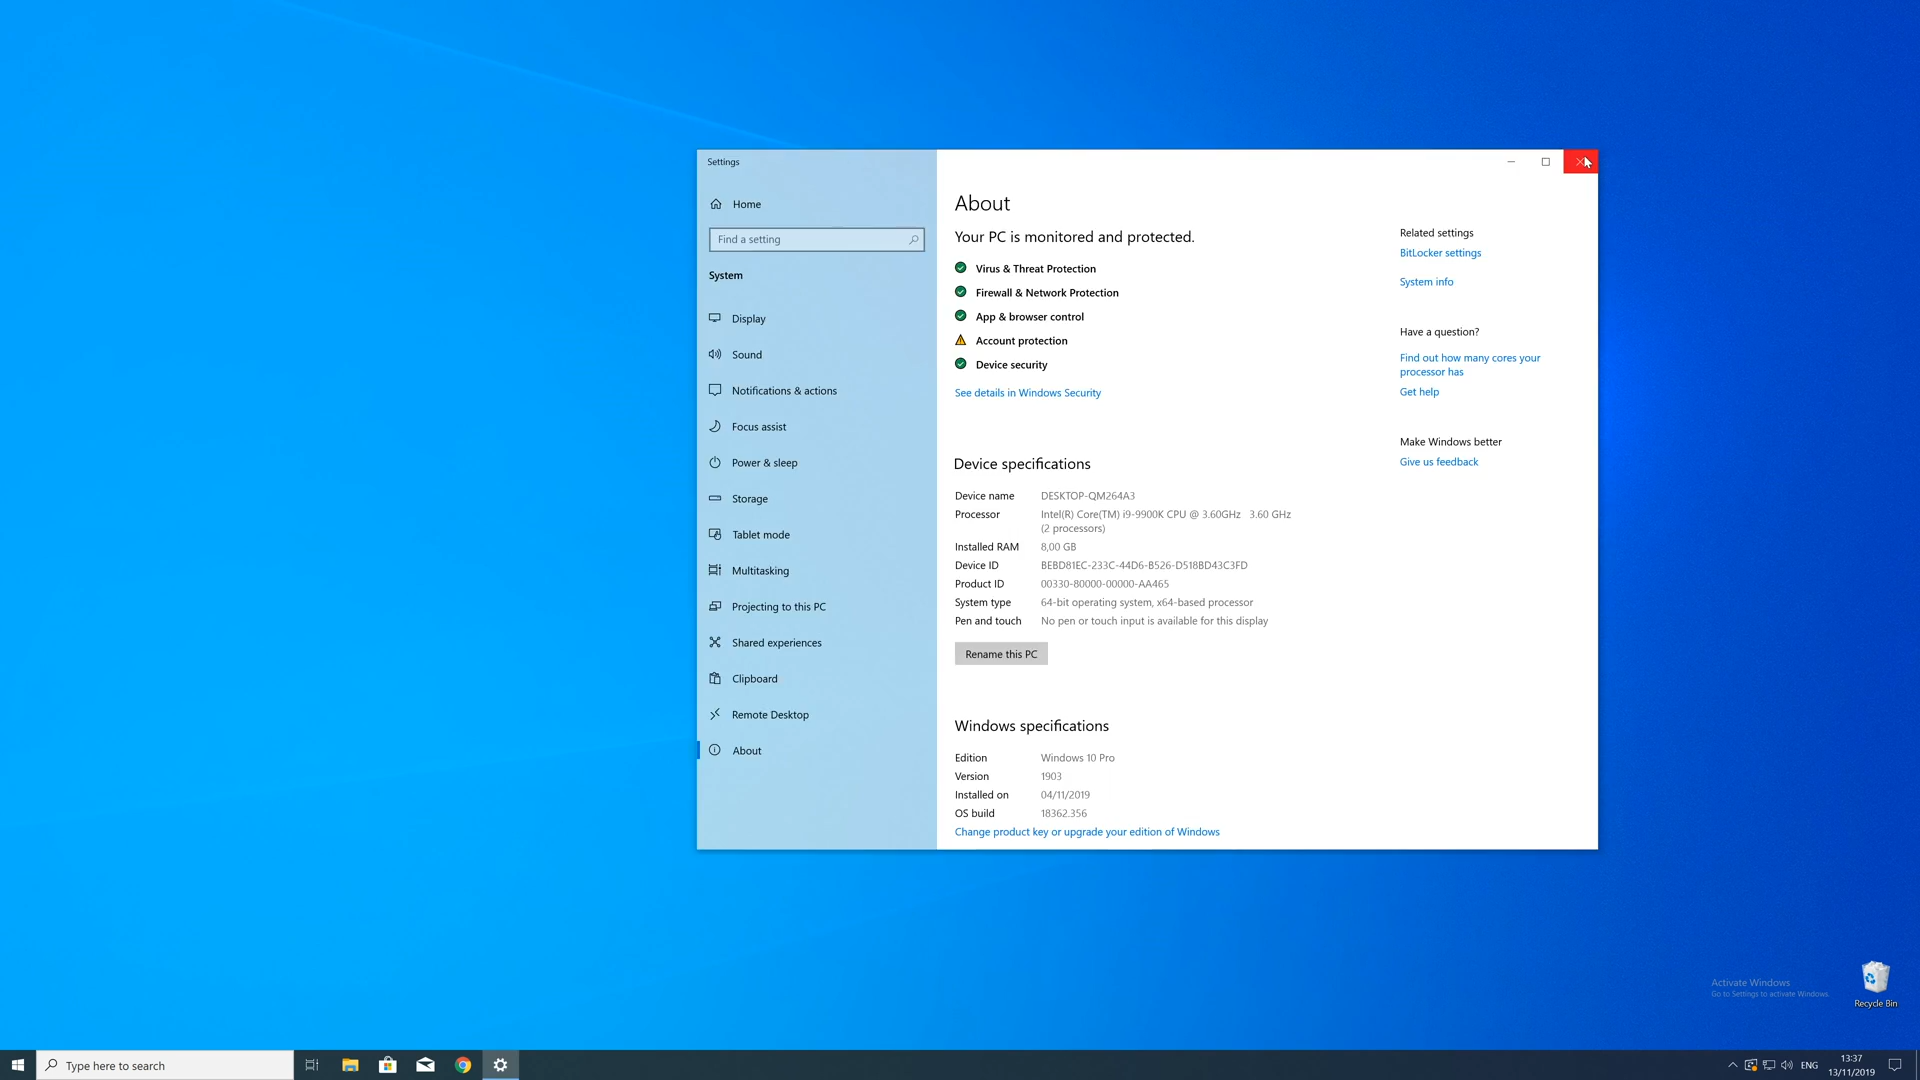 Settings
Home
Find a setting
System
Display
Sound
Notifications & actions
Focus assist
Power & sleep
Storage
Tablet mode
Multitasking
Projecting to this PC
Shared experiences
Clipboard
Remote Desktop
About
About
Your PC is monitored and protected.
Virus & Threat Protection
Firewall & Network Protection
App & browser control
Account protection
Device security
See details in Windows Security
Device specifications
Device name DESKTOP-QM264A3
Processor Intel(R) Core(TM) i9-9900K CPU @ 3.60GHz 3.60 GHz
(2 processors)
Installed RAM 8,00 GB
Device ID BEBD81EC-233C-44D6-B526-D518BD43C3FD
Product ID 00330-80000-00000-AA465
System type 64-bit operating system, x64-based processor
Pen and touch No pen or touch input is available for this display
Rename this PC
Windows specifications
Edition Windows 10 Pro
Version 1903
Installed on 04/11/2019
OS build 18362.356
Change product key or upgrade your edition of Windows
Related settings
BitLocker settings
System info
Have a question?
Find out how many cores your
processor has
Get help
Make Windows better
Give us feedback
Activate Windows
Go to Settings to activate Windows.
Recycle Bin
Type here to search
ENG
13:37
13/11/2019